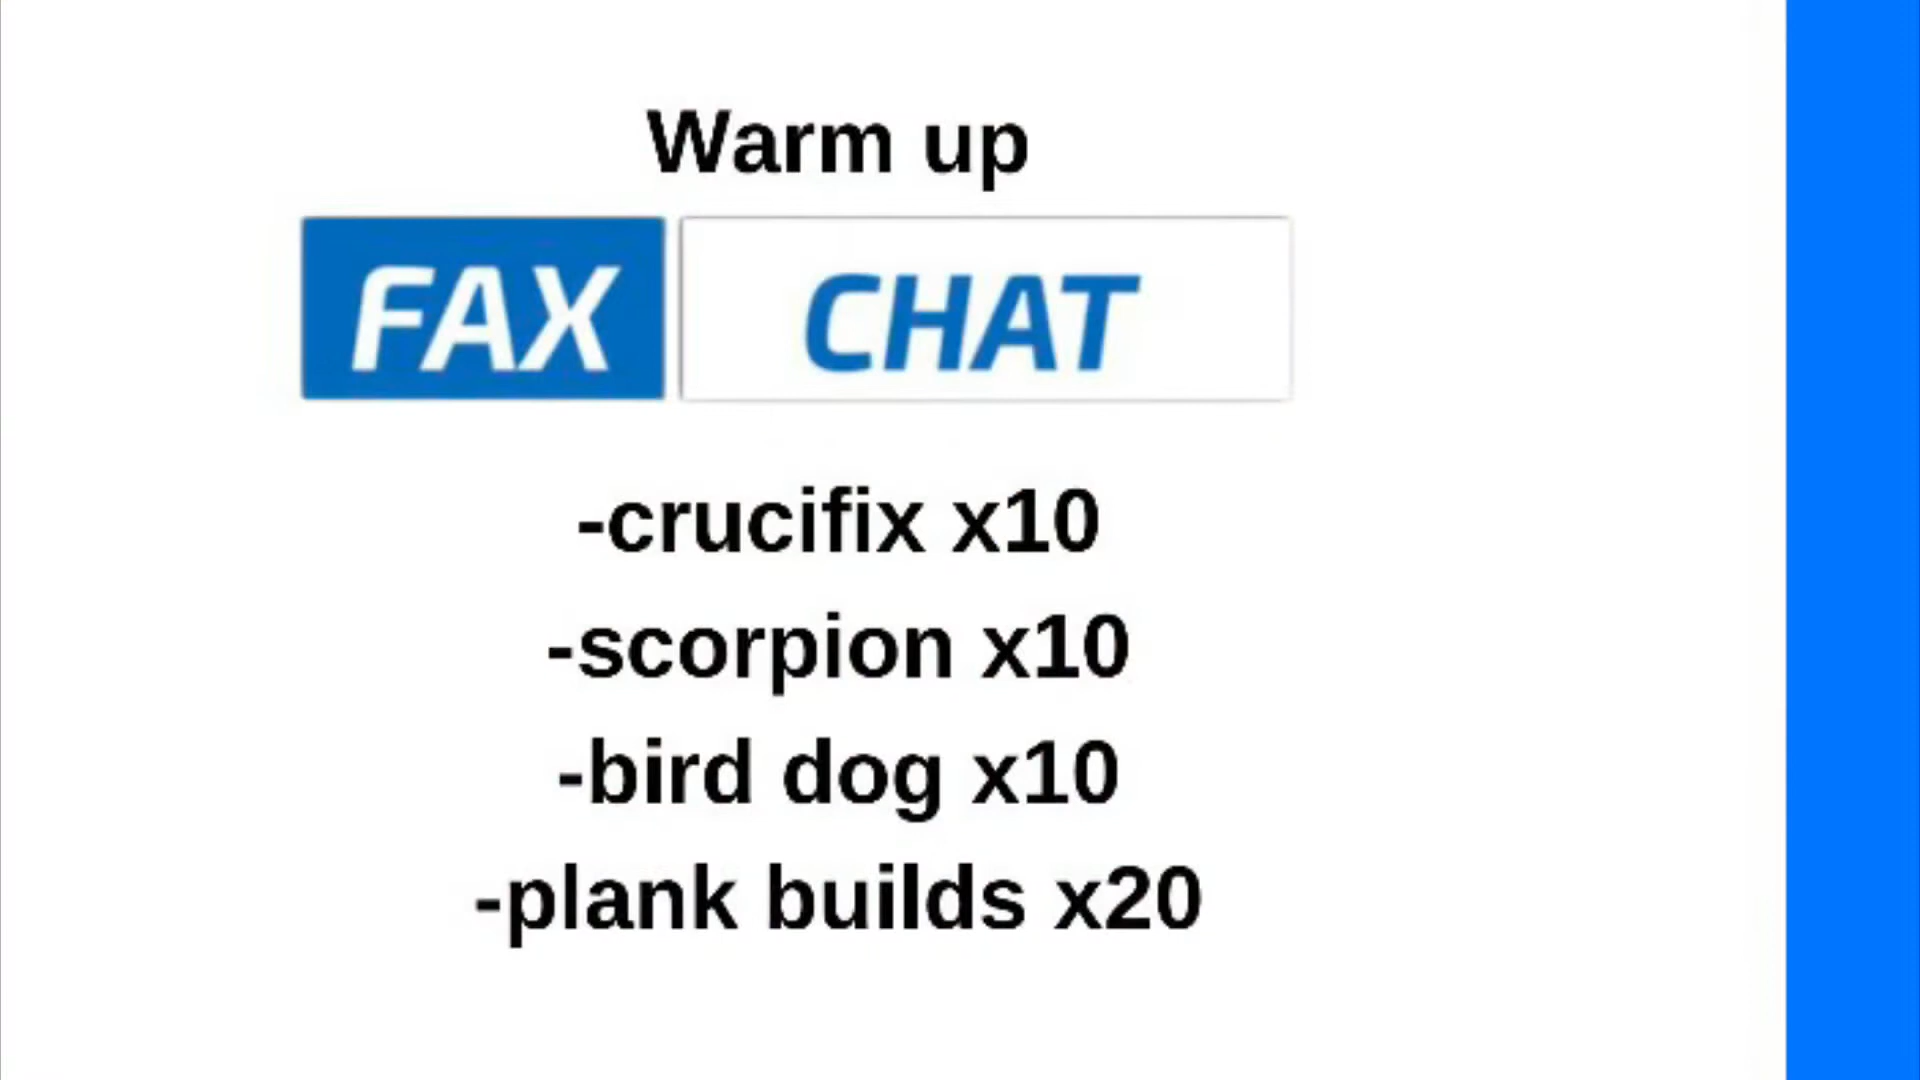 Warm up
FAX CHAT
-crucifix x10
-scorpion x10
-bird dog x10
-plank builds x20